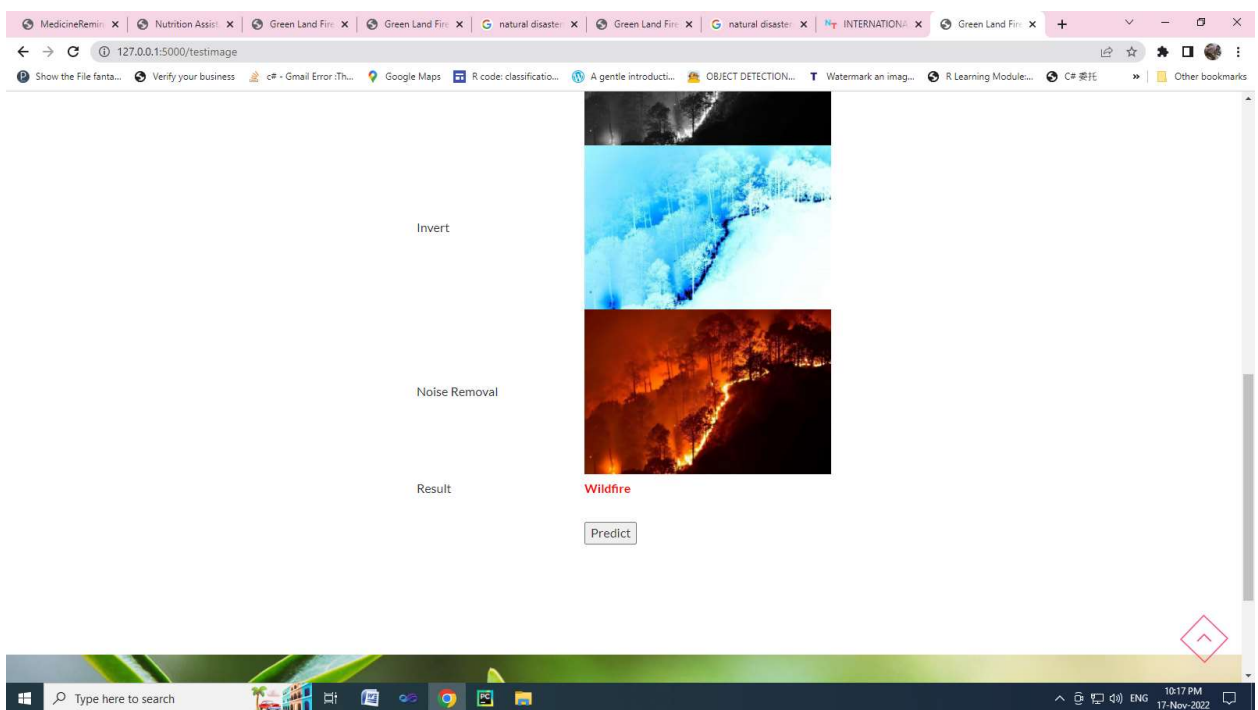 MedicineRemin
Nutrition Assist
Green Land Fire
Green Land Fire
natural disaster
Green Land Fire
natural disaster
INTERNATIONA
Green Land Fire
127.0.0.1:5000/testimage
Show the File fanta...
Verify your business
c# - Gmail Error :Th...
Google Maps
R code: classificatio...
A gentle introducti...
OBJECT DETECTION...
Watermark an imag...
R Learning Module:...
C# 委托
»
Other bookmarks
Invert
Noise Removal
Result Wildfire
Predict
Type here to search
ENG
10:17 PM
17-Nov-2022